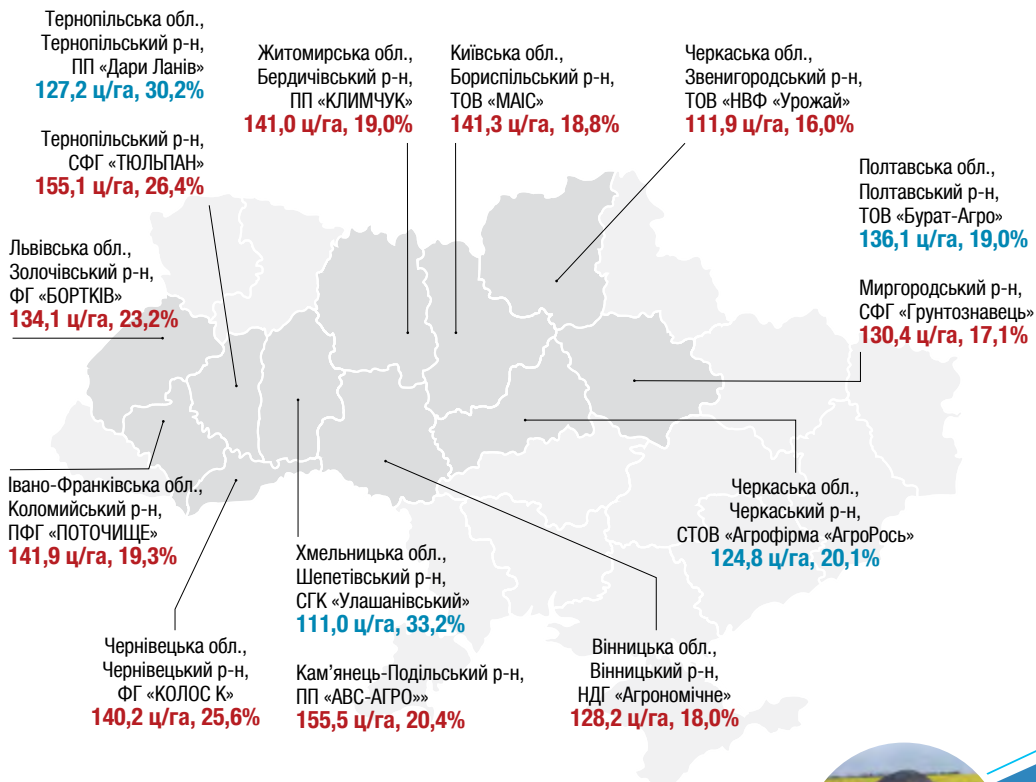 Тернопільська обл.,
Тернопільський р-н,
ПП «Дари Ланів»
127,2 ц/га, 30,2%
Тернопільський р-н,
СФГ «ТЮЛЬПАН»
155,1 ц/га, 26,4%
Житомирська обл.,
Бердичівський р-н,
ПП «КЛИМЧУК»
141,0 ц/га, 19,0%
Київська обл.,
Бориспільський р-н,
ТОВ «МАІС»
141,3 ц/га, 18,8%
Черкаська обл.,
Звенигородський р-н,
ТОВ «НВФ «Урожай»
111,9 ц/га, 16,0%
Полтавська обл.,
Полтавський р-н,
ТОВ «Бурат-Агро»
136,1 ц/га, 19,0%
Миргородський р-н,
СФГ «Грунтознавець»
130,4 ц/га, 17,1%
Львівська обл.,
Золочівський р-н,
ФГ «БОРТКІВ»
134,1 ц/га, 23,2%
Івано-Франківська обл.,
Коломийський р-н,
ПФГ «ПОТОЧИЩЕ»
141,9 ц/га, 19,3%
Чернівецька обл.,
Чернівецький р-н,
ФГ «КОЛОС К»
140,2 ц/га, 25,6%
Хмельницька обл.,
Шепетівський р-н,
СГК «Улашанівський»
111,0 ц/га, 33,2%
Кам’янець-Подільський р-н,
ПП «АВС-АГРО»»
155,5 ц/га, 20,4%
Вінницька обл.,
Вінницький р-н,
НДГ «Агрономічне»
128,2 ц/га, 18,0%
Черкаська обл.,
Черкаський р-н,
СТОВ «Агрофірма «АгроРось»
124,8 ц/га, 20,1%